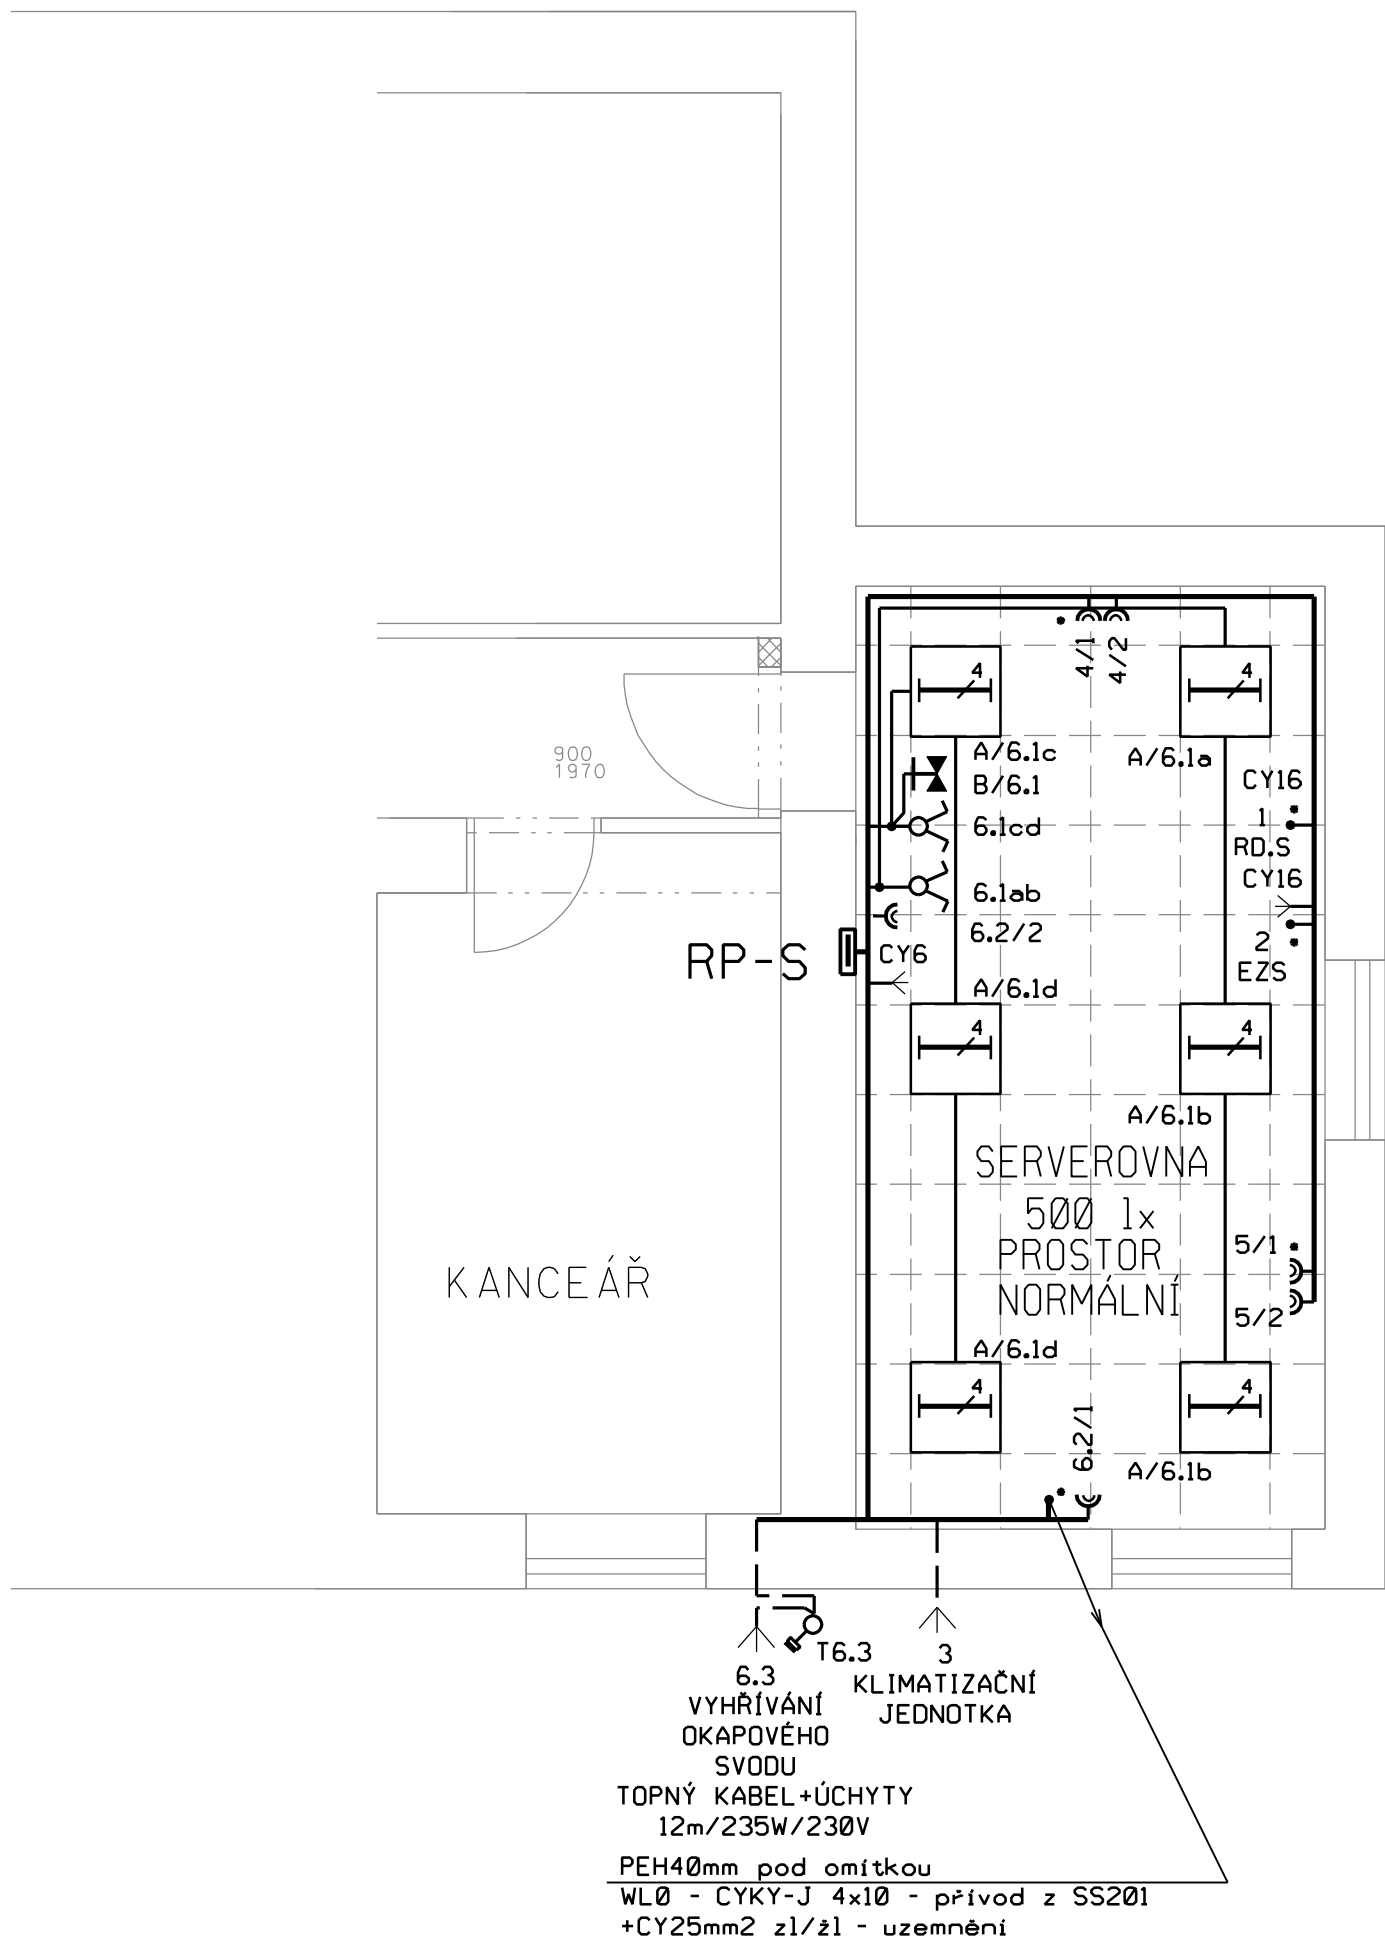 4/1
4/2
4
4
A/6.1c
A/6.1a
B/6.1
900
1970
CY16
1
RD.S
6.1cd
CY16
6.1ab
6.2/2
2
EZS
RP-S
CY6
A/6.1d
4
4
A/6.1b
SERVEROVNA
500 lx
PROSTOR
NORMÁLNÍ
5/1
5/2
KANCEÁŘ
A/6.1d
4
4
6.2/1
A/6.1b
T6.3
6.3
VYHŘÍVÁNÍ
OKAPOVÉHO
SVODU
TOPNÝ KABEL+ÚCHYTY
12m/235W/230V
3
KLIMATIZAČNÍ
JEDNOTKA
PEH40mm pod omítkou
WL0 - CYKY-J 4x10 - přívod z SS201
+CY25mm2 zl/žl - uzemnění